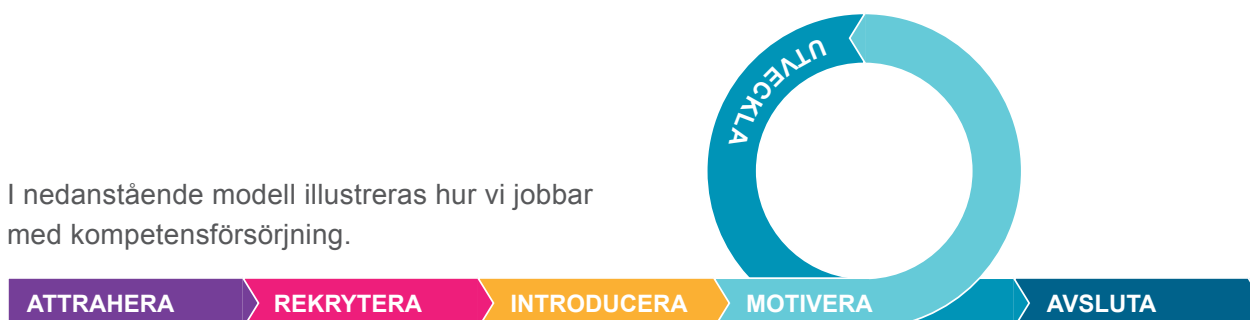 UTVECKLA
I nedanstående modell illustreras hur vi jobbar
med kompetensförsörjning.
ATTRAHERA REKRYTERA INTRODUCERA MOTIVERA AVSLUTA